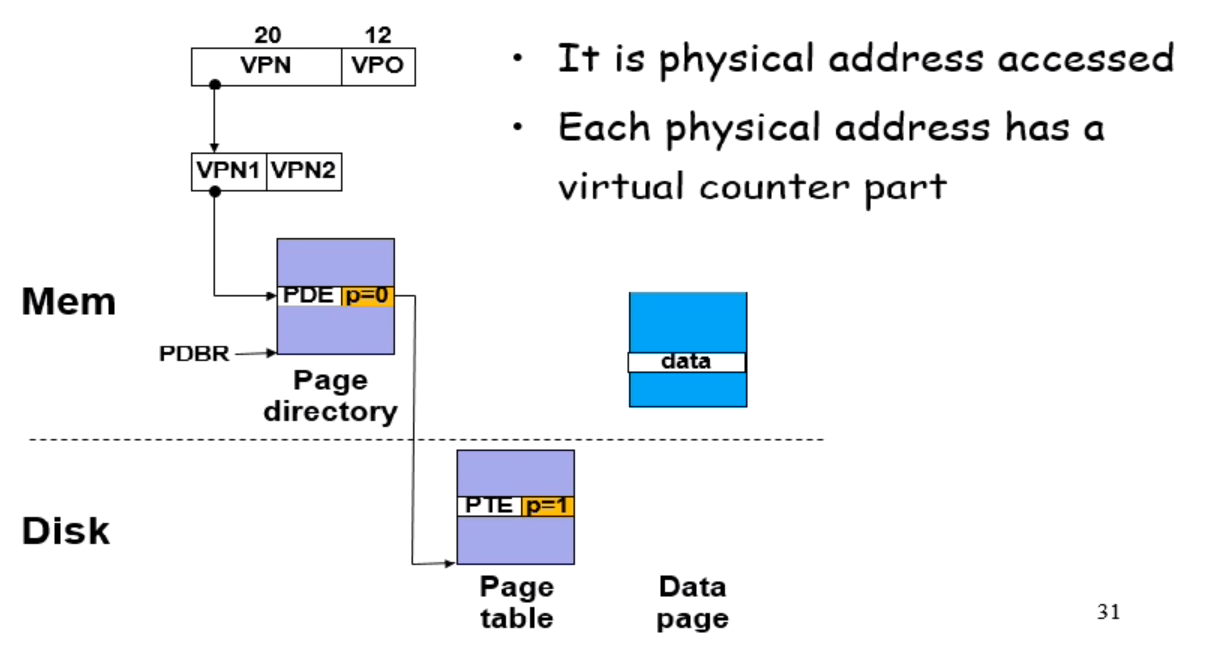 20 12
VPN VPO
• It is physical address accessed
• Each physical address has a
virtual counter part
VPN1 VPN2
Mem
PDE p=0
PDBR
Page
directory
data
Disk
PTE p=1
Page
table
Data
page
31